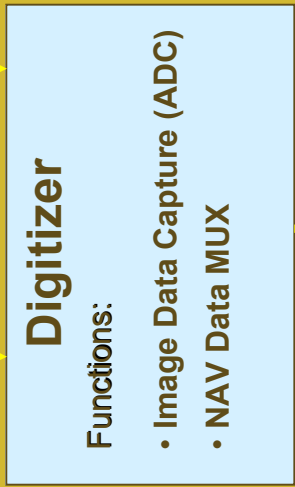 Digitizer
Functions:
• Image Data Capture (ADC)
• NAV Data MUX